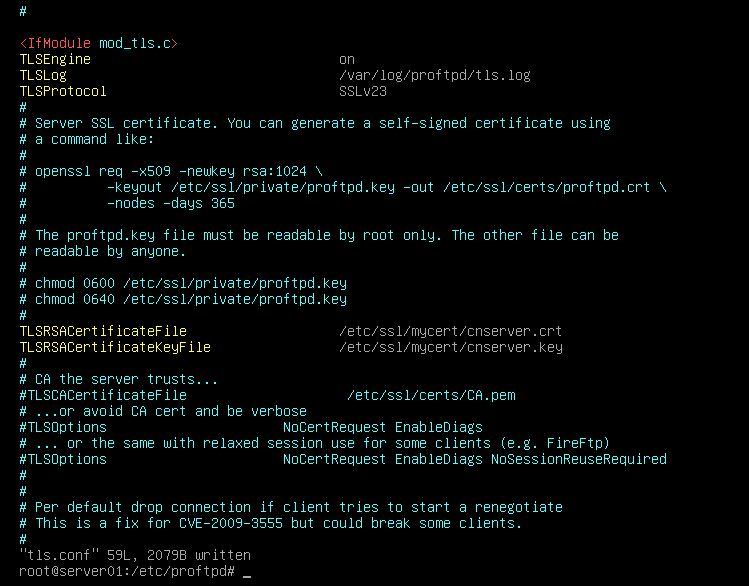 #
<IfModule mod_tls.c>
TLSEngine on
TLSLog /var/log/proftpd/tls.log
TLSProtocol SSLv23
#
# Server SSL certificate. You can generate a self-signed certificate using
# a command like:
#
# openssl req -x509 -newkey rsa:1024 \
#        -keyout /etc/ssl/private/proftpd.key -out /etc/ssl/certs/proftpd.crt \
#        -nodes -days 365
#
# The proftpd.key file must be readable by root only. The other file can be
# readable by anyone.
#
# chmod 0600 /etc/ssl/private/proftpd.key
# chmod 0640 /etc/ssl/private/proftpd.key
#
TLSRSACertificateFile /etc/ssl/mycert/cnserver.crt
TLSRSACertificateKeyFile /etc/ssl/mycert/cnserver.key
#
# CA the server trusts...
#TLSCACertificateFile /etc/ssl/certs/CA.pem
# ...or avoid CA cert and be verbose
#TLSOptions NoCertRequest EnableDiags
# ... or the same with relaxed session use for some clients (e.g. FireFtp)
#TLSOptions NoCertRequest EnableDiags NoSessionReuseRequired
#
#
# Per default drop connection if client tries to start a renegotiate
# This is a fix for CVE-2009-3555 but could break some clients.
#
"tls.conf" 59L, 2079B written
root@server01:/etc/proftpd# _